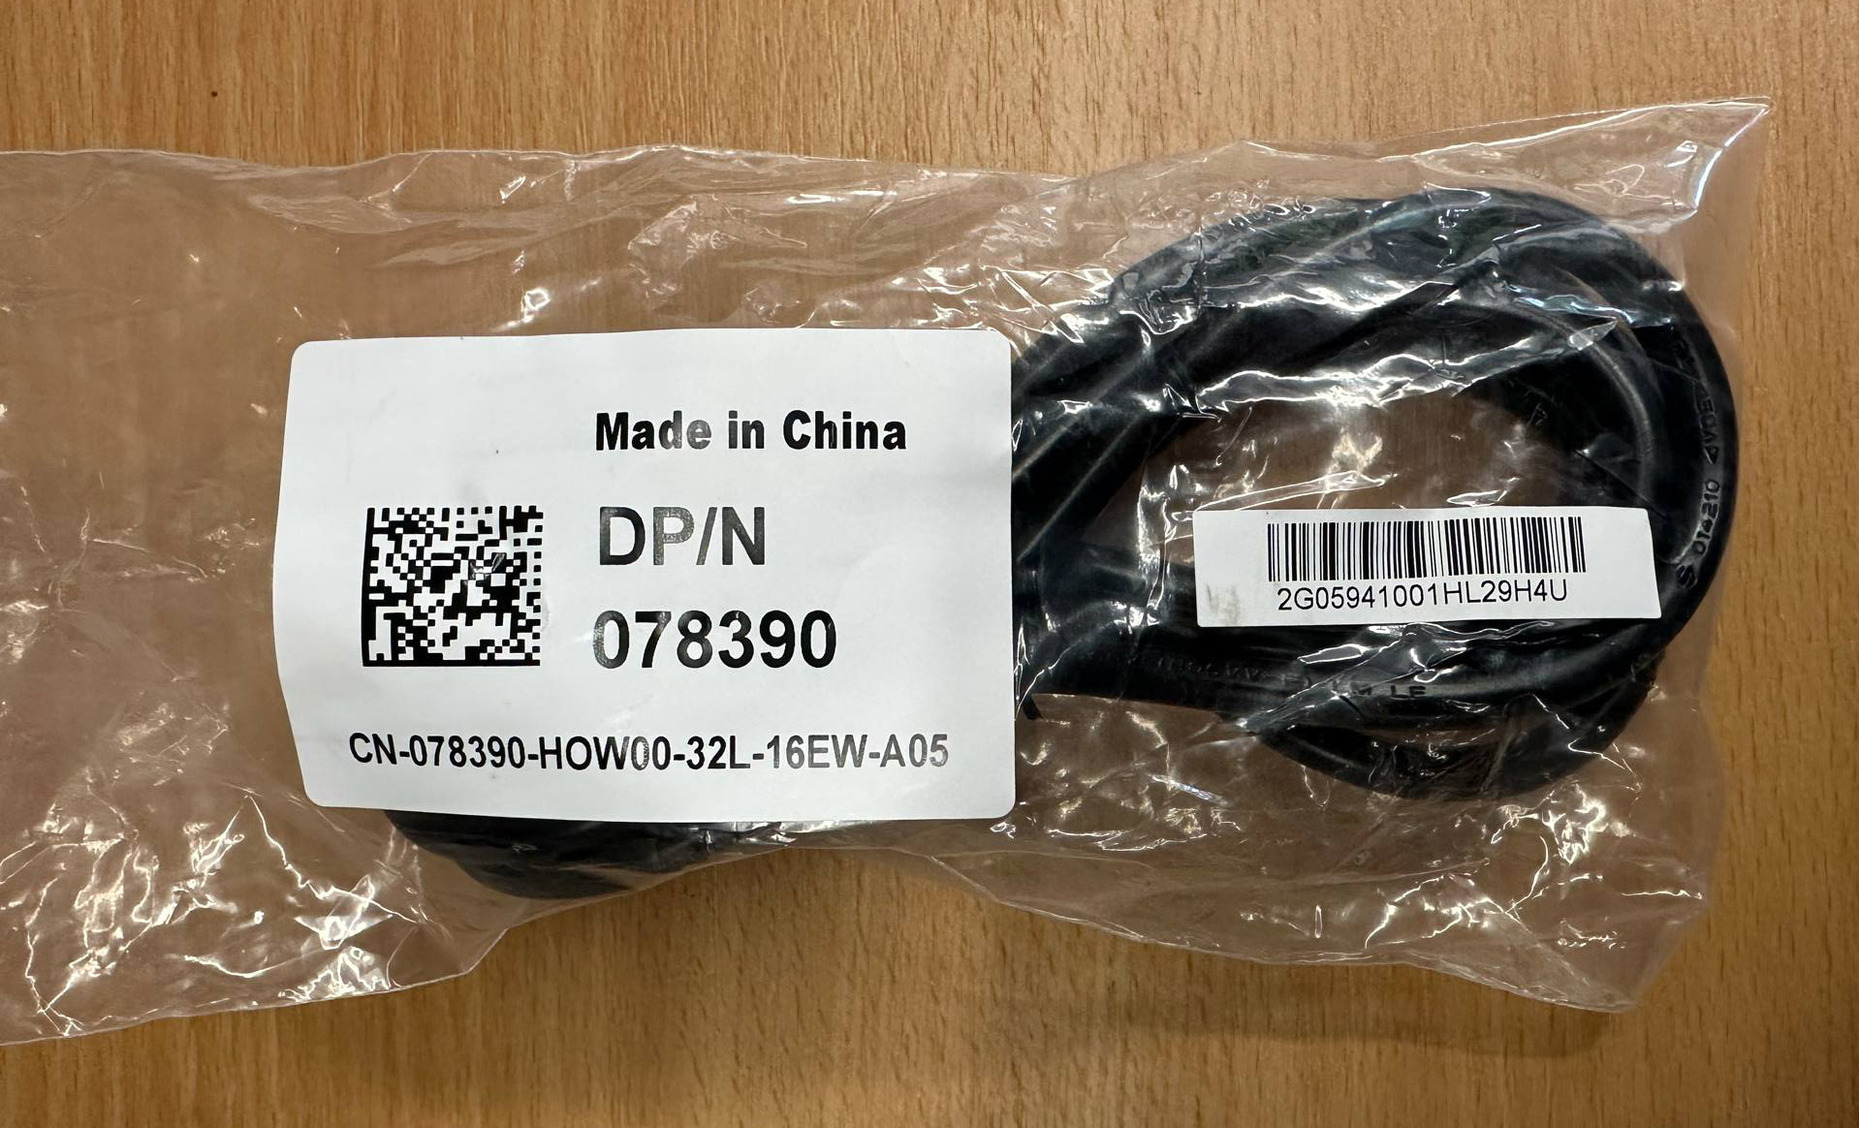 Made in China
DP/N
078390
CN-078390-HOW00-32L-16EW-A05
2G05941001HL29H4U